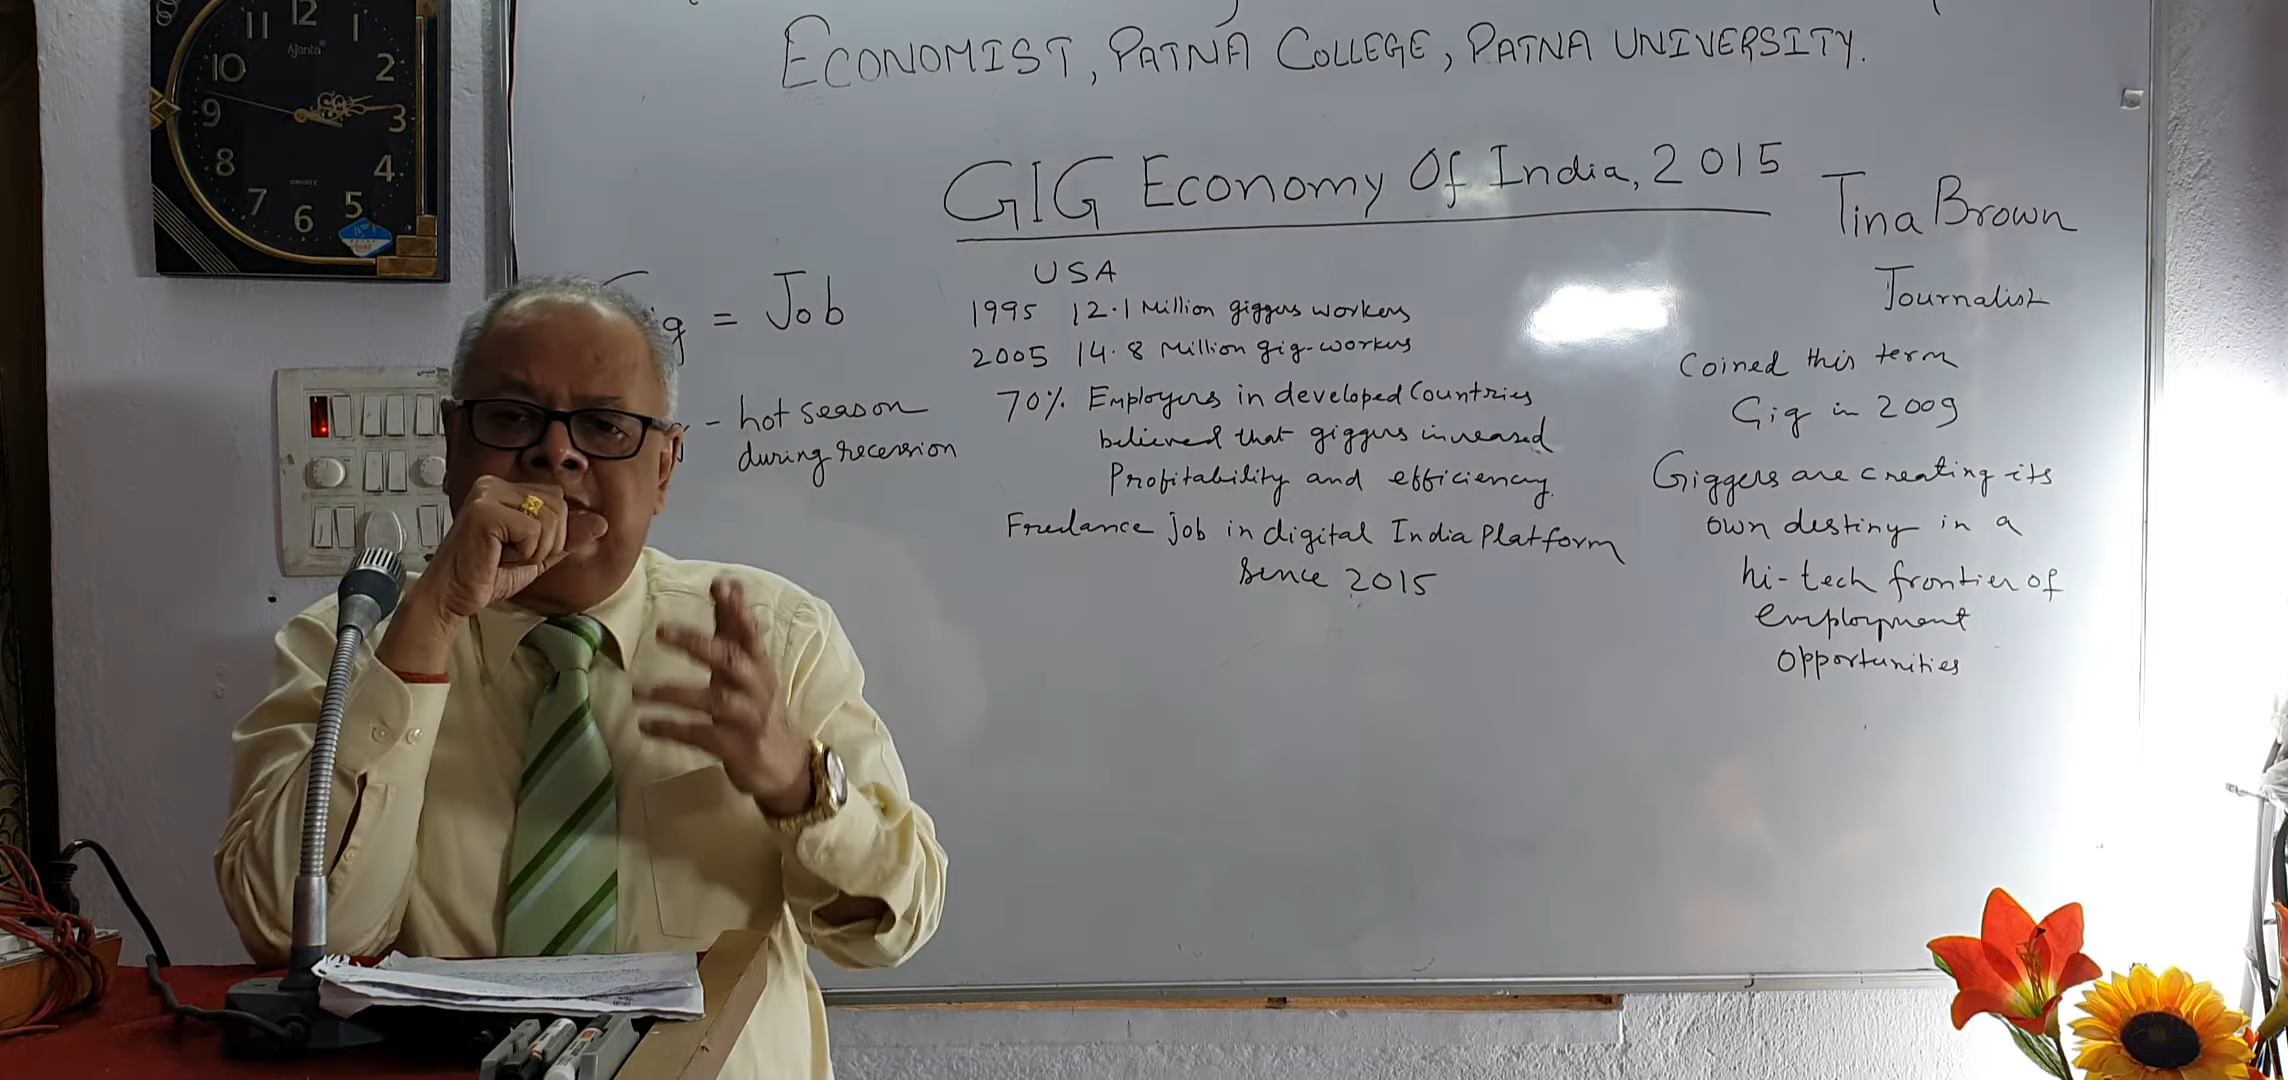 ECONOMIST, PATNA COLLEGE, PATNA UNIVERSITY.
GIG Economy Of India, 2015
Tina Brown
Journalist
Coined this term
Gig in 2009
Giggers are creating its
own destiny in a
hi-tech frontier of
employment
opportunities
= Job
- hot season
during recession
USA
1995 12.1 Million giggers workers
2005 14.8 Million gig-workers
70% Employers in developed Countries
believed that giggers increased
Profitability and efficiency.
Freelance job in digital India Platform
Since 2015
Ajanta
11 12 1
10 2
9 3
8 4
7 6 5
QUARTZ